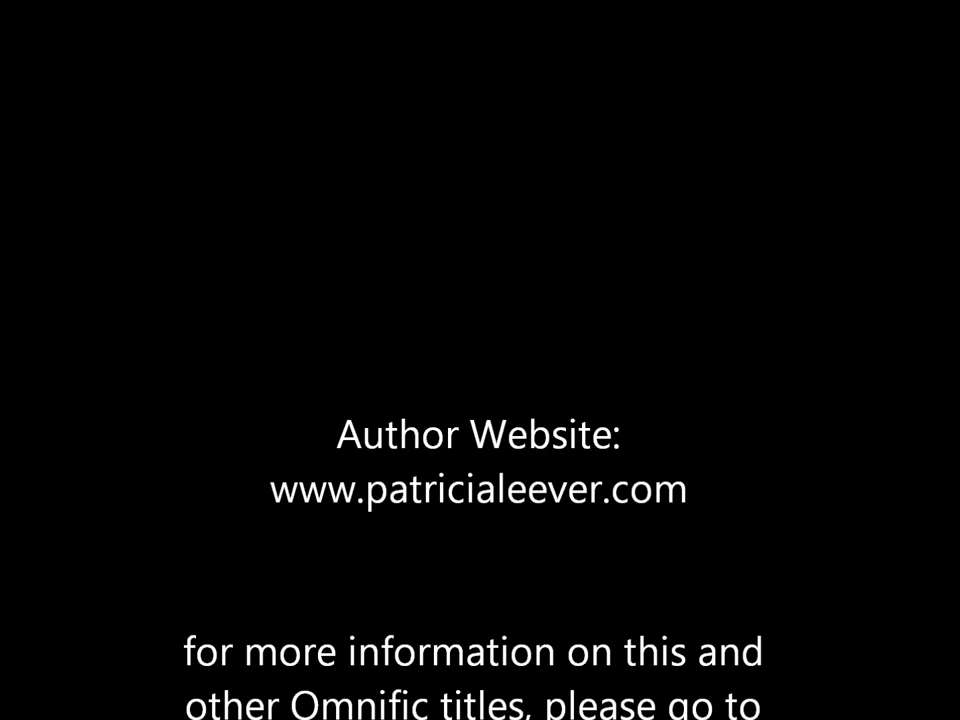 Author Website:
www.patricialeever.com
for more information on this and
other Omnific titles, please go to